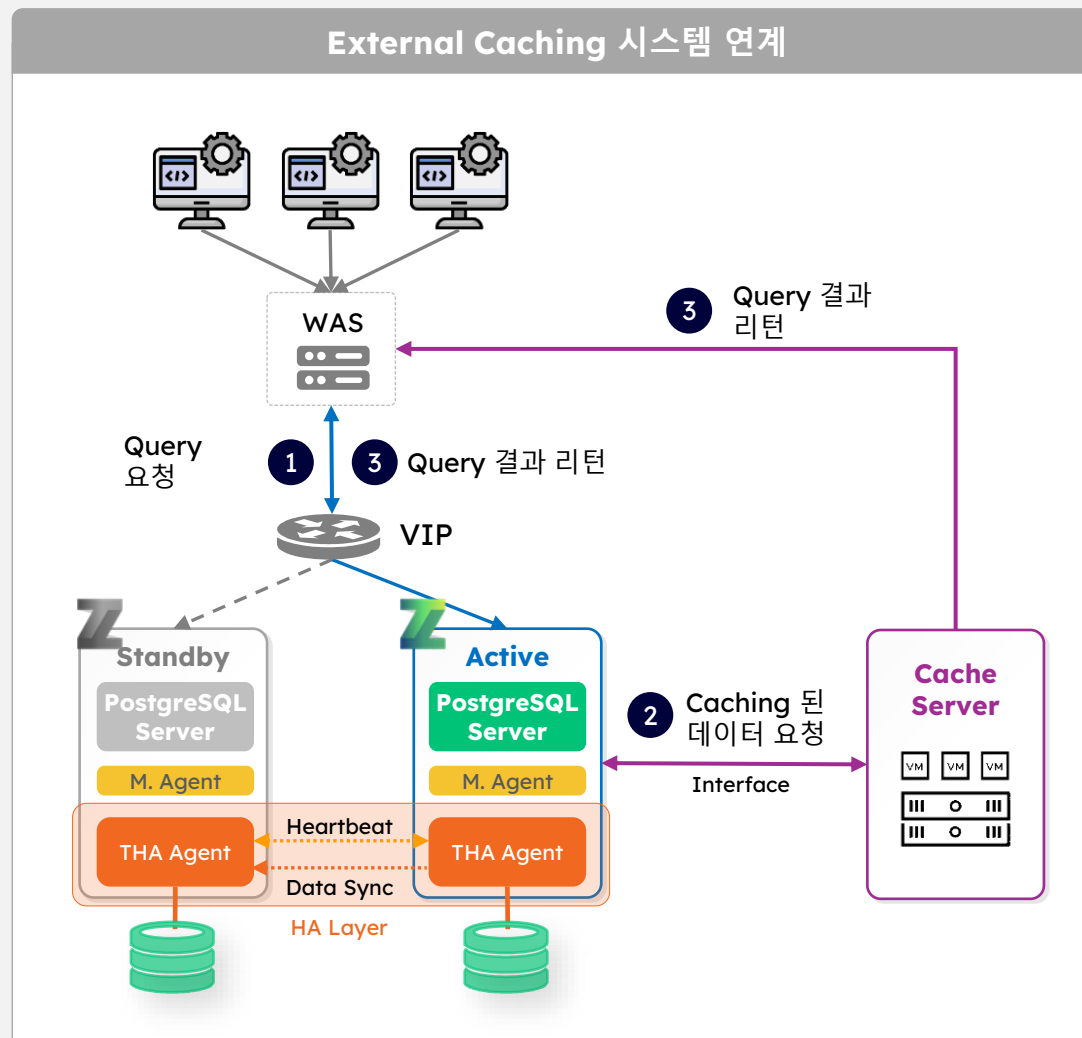 External Caching 시스템 연계
WAS
3
Query 결과
리턴
Query
요청
1
3
Query 결과 리턴
VIP
Standby
PostgreSQL
Server
M. Agent
THA Agent
Active
PostgreSQL
Server
M. Agent
THA Agent
Heartbeat
Data Sync
HA Layer
2
Caching 된
데이터 요청
Interface
Cache
Server
VM
VM
VM